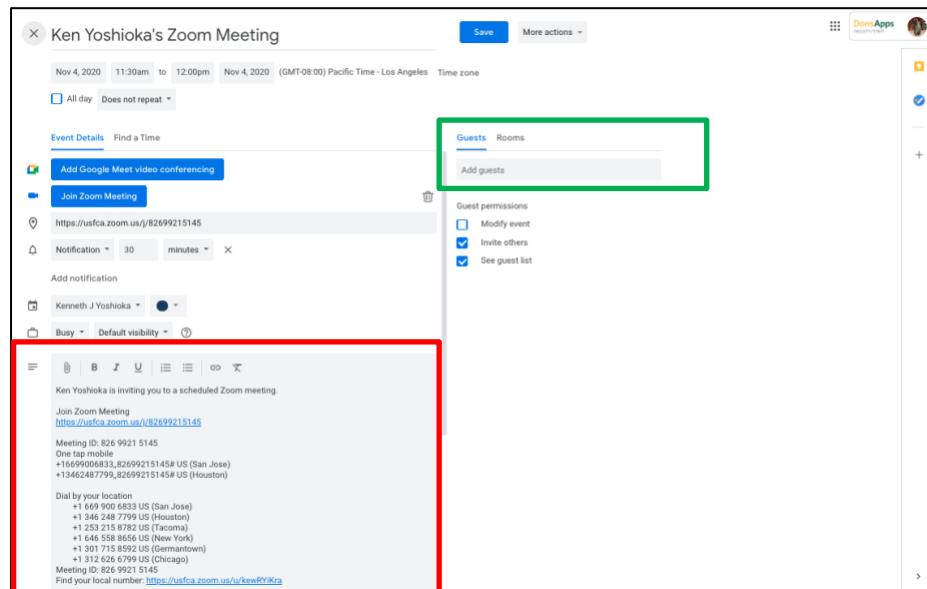 Ken Yoshioka's Zoom Meeting
Save
More actions
DonsApps
Nov 4, 2020 11:30am to 12:00pm Nov 4, 2020 (GMT-08:00) Pacific Time - Los Angeles Time zone
All day Does not repeat
Event Details Find a Time
Guests Rooms
Add Google Meet video conferencing
Add guests
Join Zoom Meeting
Guest permissions
https://usfca.zoom.us/j/82699215145
Modify event
Notification 30 minutes
Invite others
See guest list
Add notification
Kenneth J Yoshioka
Busy Default visibility
B I U
Ken Yoshioka is inviting you to a scheduled Zoom meeting.
Join Zoom Meeting
https://usfca.zoom.us/j/82699215145
Meeting ID: 826 9921 5145
One tap mobile
+16699006833,,82699215145# US (San Jose)
+13462487799,,82699215145# US (Houston)
Dial by your location
+1 669 900 6833 US (San Jose)
+1 346 248 7799 US (Houston)
+1 253 215 8782 US (Tacoma)
+1 646 558 8656 US (New York)
+1 301 715 8592 US (Germantown)
+1 312 626 6799 US (Chicago)
Meeting ID: 826 9921 5145
Find your local number: https://usfca.zoom.us/u/kewRYiKra